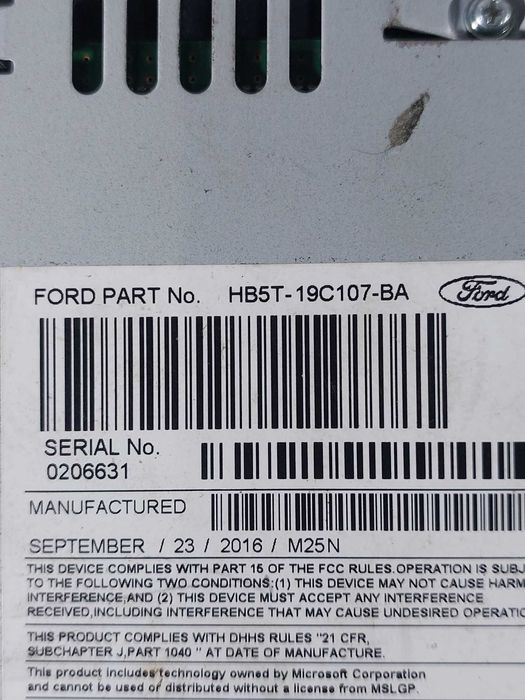 FORD PART No. HB5T-19C107-BA Ford
SERIAL No.
0206631
MANUFACTURED
SEPTEMBER / 23 / 2016 / M25N
THIS DEVICE COMPLIES WITH PART 15 OF THE FCC RULES.OPERATION IS SUBJ
TO THE FOLLOWING TWO CONDITIONS:(1) THIS DEVICE MAY NOT CAUSE HARM
INTERFERENCE,AND (2) THIS DEVICE MUST ACCEPT ANY INTERFERENCE
RECEIVED,INCLUDING INTERFERENCE THAT MAY CAUSE UNDESIRED OPERATIO
THIS PRODUCT COMPLIES WITH DHHS RULES "21 CFR,
SUBCHAPTER J,PART 1040 " AT DATE OF MANUFACTURE.
This product includes technology owned by Microsoft Corporation
and cannot be used or distributed without a license from MSLGP.